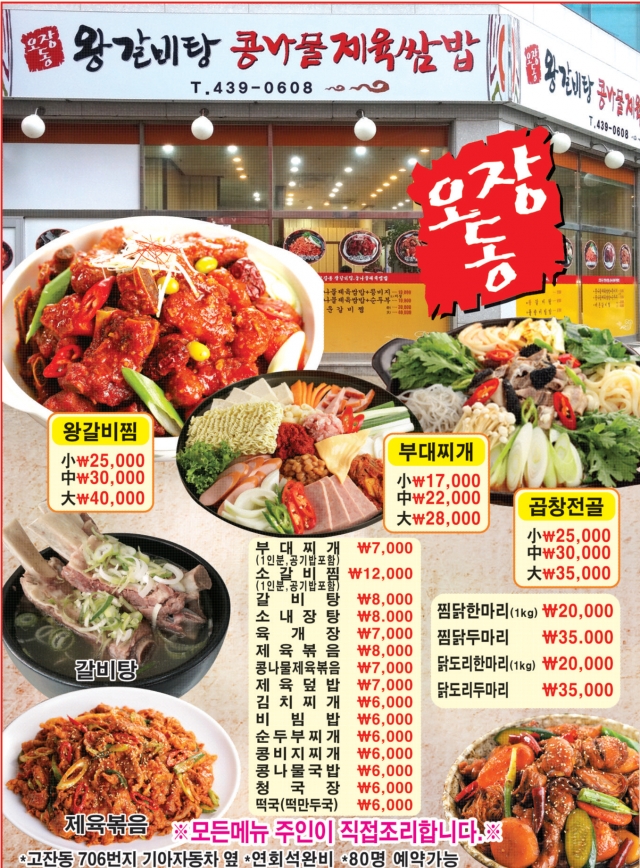 오장동 왕갈비탕 콩나물제육쌈밥
T.439-0608
오장동 왕갈비탕 콩나물제육
T.439-0608
오장동
왕갈비찜
小₩25,000
中₩30,000
大₩40,000
부대찌개
小₩17,000
中₩22,000
大₩28,000
곱창전골
小₩25,000
中₩30,000
大₩35,000
부대찌개 ₩7,000
(1인분,공기밥포함)
소갈비찜 ₩12,000
(1인분,공기밥포함)
갈비탕 ₩8,000
소내장탕 ₩8.000
육개장 ₩7,000
제육볶음 ₩8,000
콩나물제육볶음 ₩7,000
제육덮밥 ₩7,000
김치찌개 ₩6,000
비빔밥 ₩6,000
순두부찌개 ₩6,000
콩비지찌개 ₩6,000
콩나물국밥 ₩6,000
청국장 ₩6,000
떡국(떡만두국) ₩6,000
찜닭한마리(1kg) ₩20,000
찜닭두마리 ₩35.000
닭도리한마리(1kg) ₩20,000
닭도리두마리 ₩35,000
갈비탕
제육볶음
※모든메뉴 주인이 직접조리합니다.※
*고잔동 706번지 기아자동차 옆 *연회석완비 *80명 예약가능